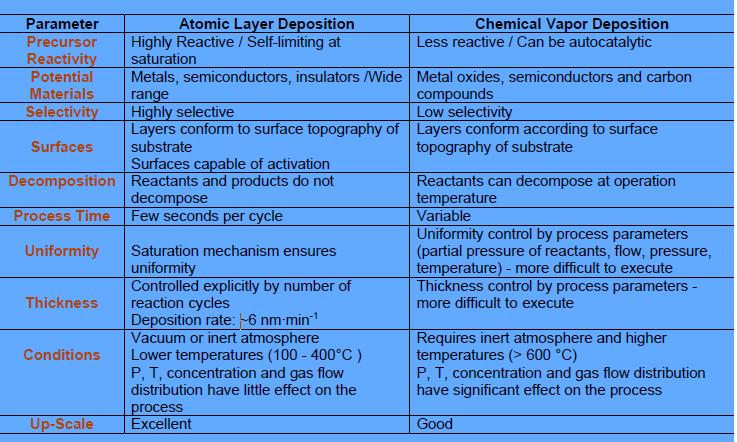 Parameter Atomic Layer Deposition Chemical Vapor Deposition
Precursor Reactivity
Highly Reactive / Self-limiting at
saturation
Less reactive / Can be autocatalytic
Potential
Materials
Metals, semiconductors, insulators /Wide
range
Metal oxides, semiconductors and carbon
compounds
Selectivity Highly selective Low selectivity
Surfaces
Layers conform to surface topography of
substrate
Surfaces capable of activation
Layers conform according to surface
topography of substrate
Decomposition
Reactants and products do not
decompose
Reactants can decompose at operation
temperature
Process Time Few seconds per cycle Variable
Uniformity
Saturation mechanism ensures
uniformity
Uniformity control by process parameters
(partial pressure of reactants, flow, pressure,
temperature) - more difficult to execute
Thickness
Controlled explicitly by number of
reaction cycles
Deposition rate: ~6 nm·min⁻¹
Thickness control by process parameters -
more difficult to execute
Conditions
Vacuum or inert atmosphere
Lower temperatures (100 - 400°C )
P, T, concentration and gas flow
distribution have little effect on the
process
Requires inert atmosphere and higher
temperatures (> 600 °C)
P, T, concentration and gas flow distribution
have significant effect on the process
Up-Scale Excellent Good